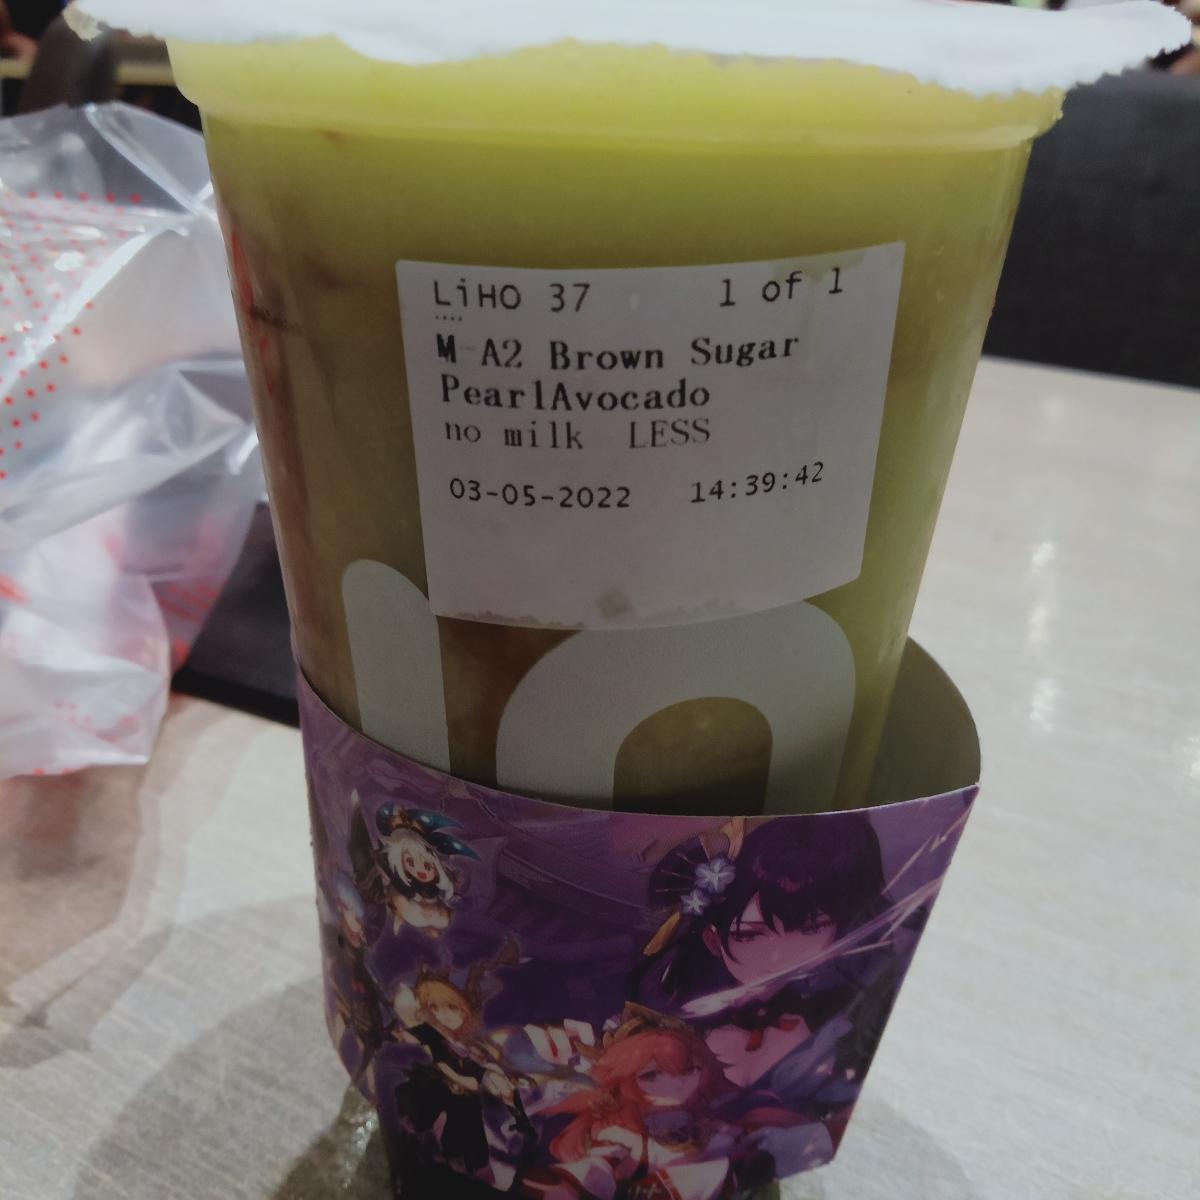 LiHO 37 1 of 1
M A2 Brown Sugar
PearlAvocado
no milk LESS
03-05-2022 14:39:42